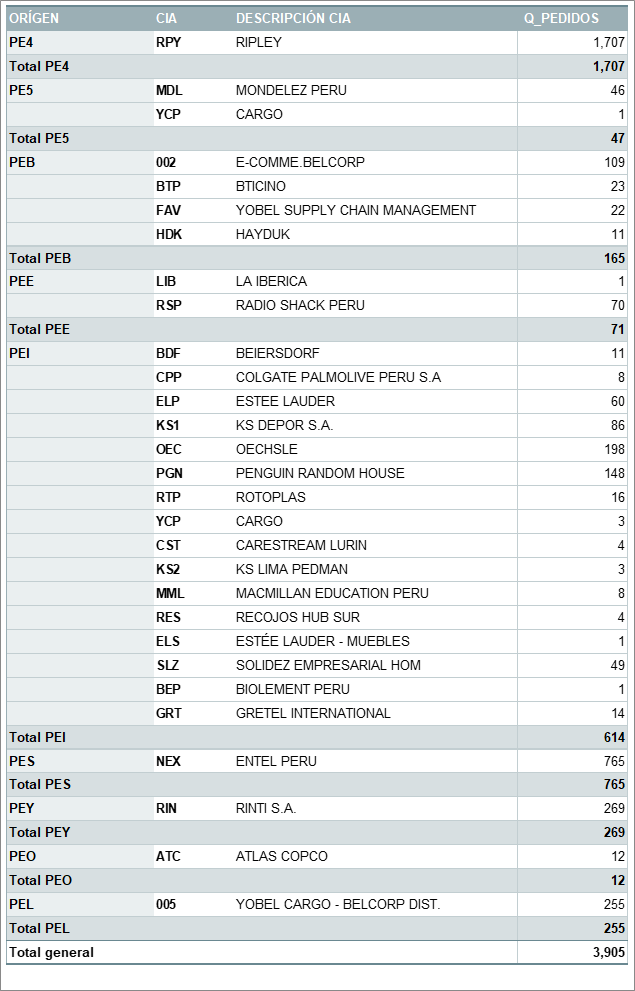 ORÍGEN CIA DESCRIPCIÓN CIA Q_PEDIDOS
PE4 RPY RIPLEY 1,707
Total PE4 1,707
PE5 MDL MONDELEZ PERU 46
YCP CARGO 1
Total PE5 47
PEB 002 E-COMME.BELCORP 109
BTP BTICINO 23
FAV YOBEL SUPPLY CHAIN MANAGEMENT 22
HDK HAYDUK 11
Total PEB 165
PEE LIB LA IBERICA 1
RSP RADIO SHACK PERU 70
Total PEE 71
PEI BDF BEIERSDORF 11
CPP COLGATE PALMOLIVE PERU S.A 8
ELP ESTEE LAUDER 60
KS1 KS DEPOR S.A. 86
OEC OECHSLE 198
PGN PENGUIN RANDOM HOUSE 148
RTP ROTOPLAS 16
YCP CARGO 3
CST CARESTREAM LURIN 4
KS2 KS LIMA PEDMAN 3
MML MACMILLAN EDUCATION PERU 8
RES RECOJOS HUB SUR 4
ELS ESTÉE LAUDER - MUEBLES 1
SLZ SOLIDEZ EMPRESARIAL HOM 49
BEP BIOLEMENT PERU 1
GRT GRETEL INTERNATIONAL 14
Total PEI 614
PES NEX ENTEL PERU 765
Total PES 765
PEY RIN RINTI S.A. 269
Total PEY 269
PEO ATC ATLAS COPCO 12
Total PEO 12
PEL 005 YOBEL CARGO - BELCORP DIST. 255
Total PEL 255
Total general 3,905